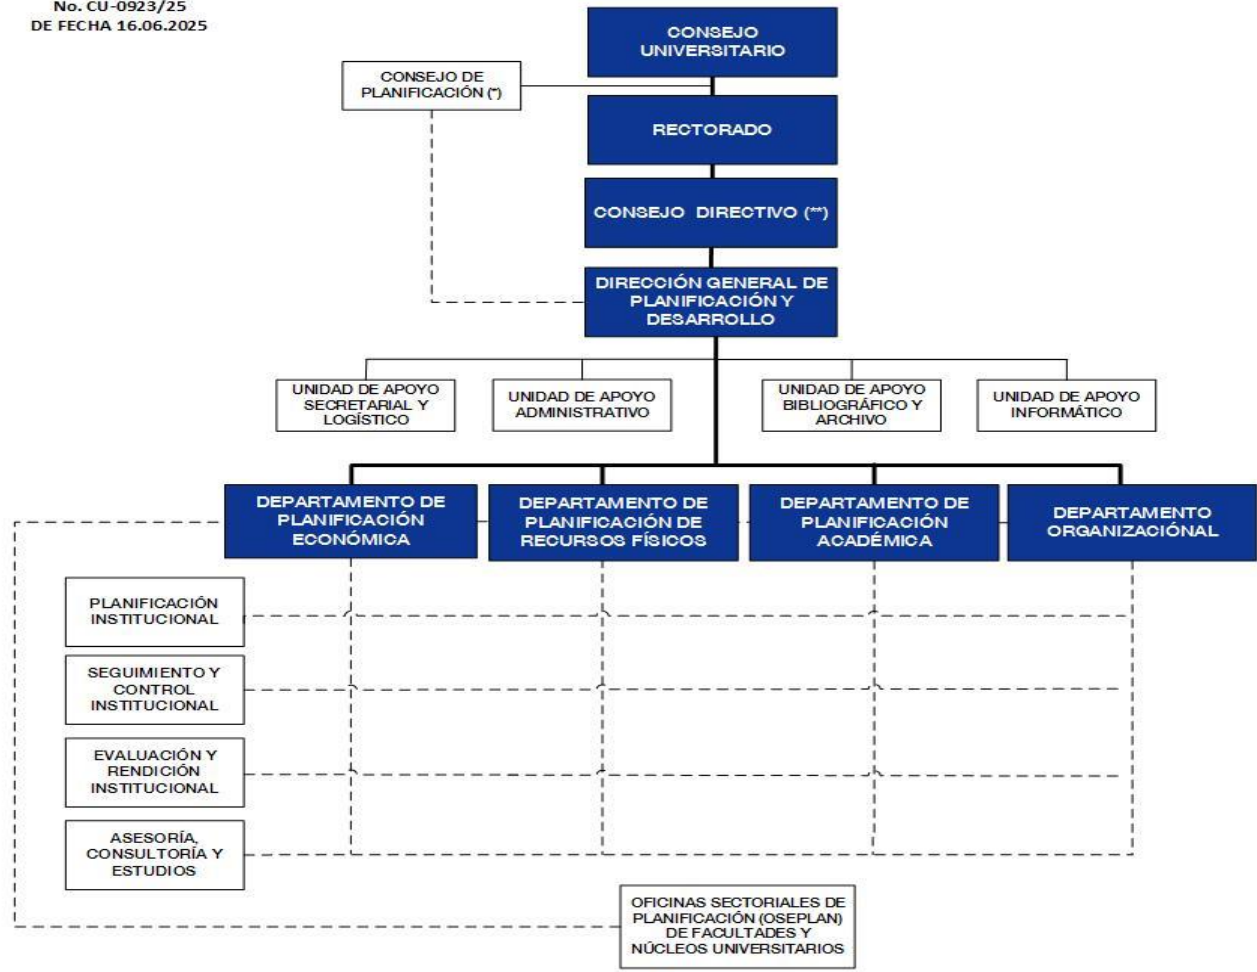 No. CU-0923/25
DE FECHA 16.06.2025
CONSEJO
UNIVERSITARIO
CONSEJO DE
PLANIFICACIÓN (*)
RECTORADO
CONSEJO DIRECTIVO (**)
DIRECCIÓN GENERAL DE
PLANIFICACIÓN Y
DESARROLLO
UNIDAD DE APOYO
SECRETARIAL Y
LOGÍSTICO
UNIDAD DE APOYO
ADMINISTRATIVO
UNIDAD DE APOYO
BIBLIOGRÁFICO Y
ARCHIVO
UNIDAD DE APOYO
INFORMÁTICO
DEPARTAMENTO DE
PLANIFICACIÓN
ECONÓMICA
DEPARTAMENTO DE
PLANIFICACIÓN DE
RECURSOS FÍSICOS
DEPARTAMENTO DE
PLANIFICACIÓN
ACADÉMICA
DEPARTAMENTO
ORGANIZACIÓNAL
PLANIFICACIÓN
INSTITUCIONAL
SEGUIMIENTO Y
CONTROL
INSTITUCIONAL
EVALUACIÓN Y
RENDICIÓN
INSTITUCIONAL
ASESORÍA,
CONSULTORÍA Y
ESTUDIOS
OFICINAS SECTORIALES DE
PLANIFICACIÓN (OSEPLAN)
DE FACULTADES Y
NÚCLEOS UNIVERSITARIOS